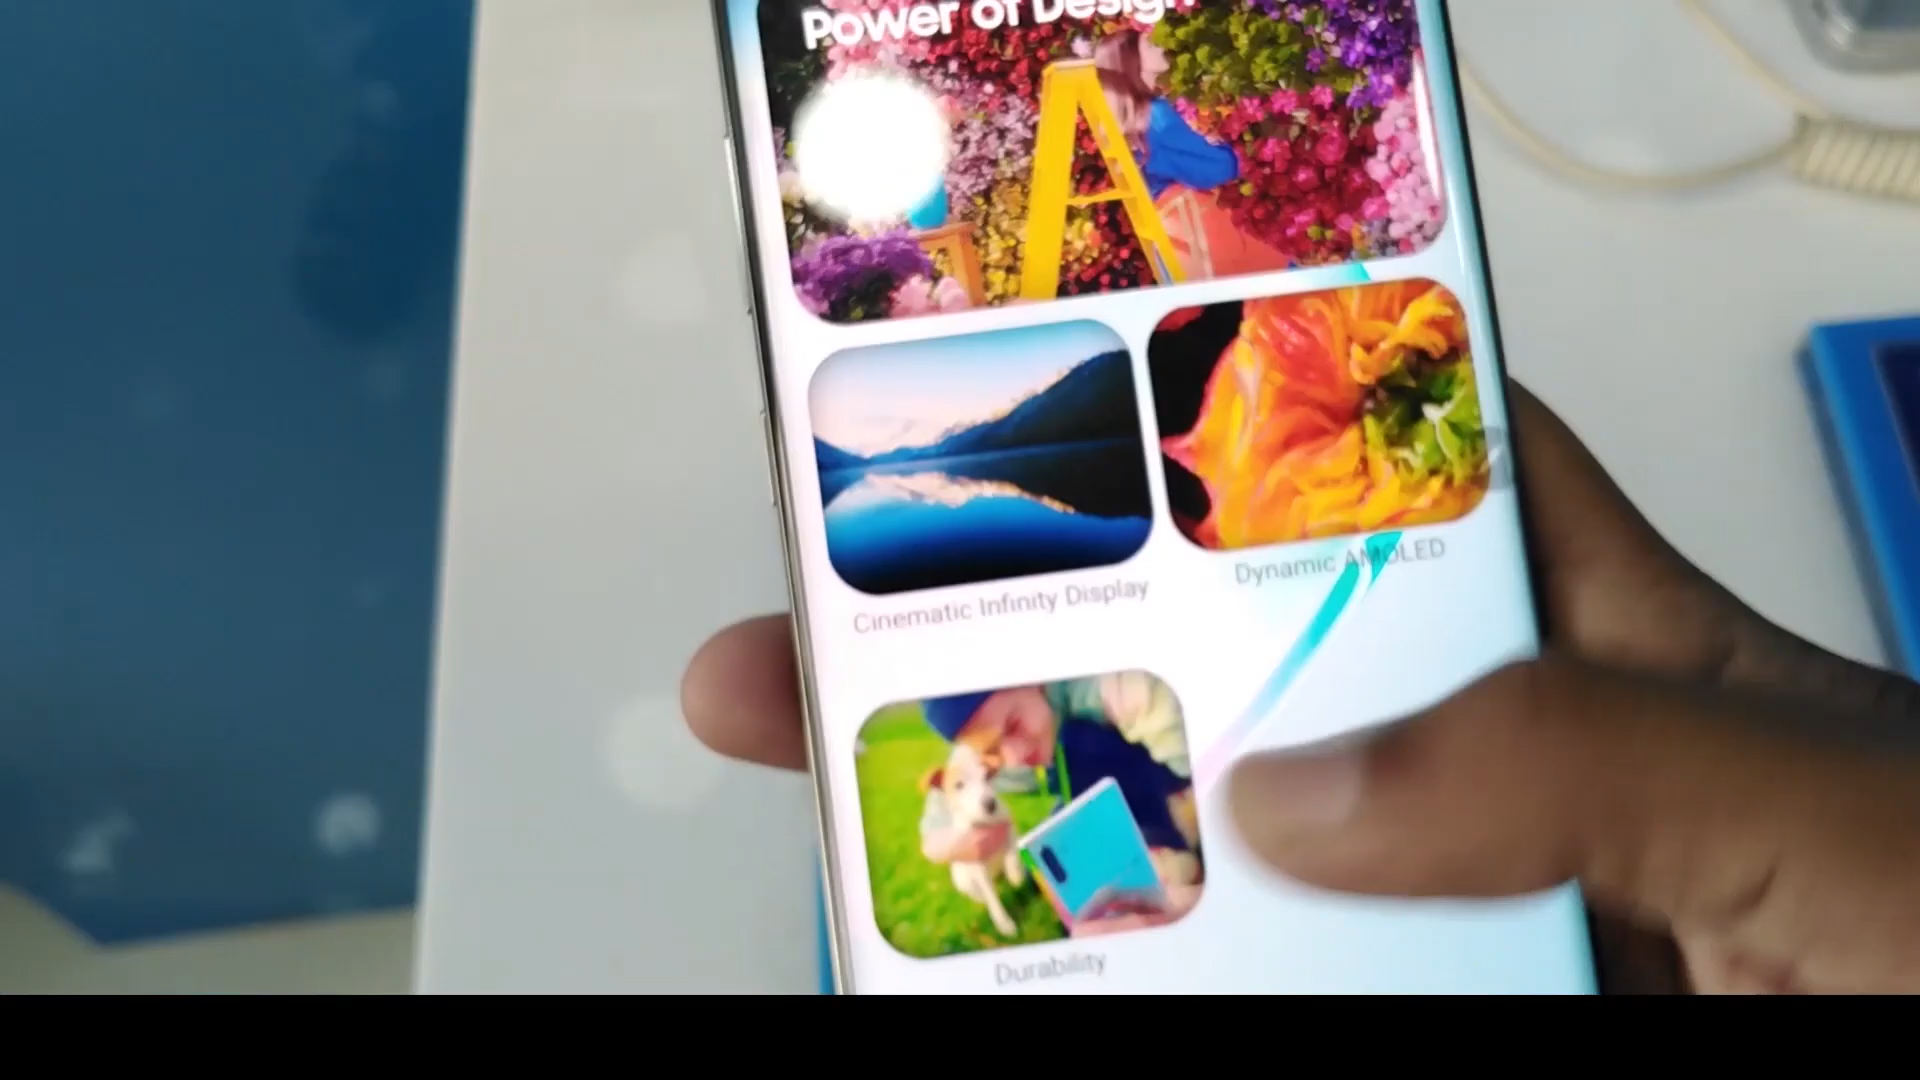 Power of Design
Cinematic Infinity Display
Dynamic AMOLED
Durability